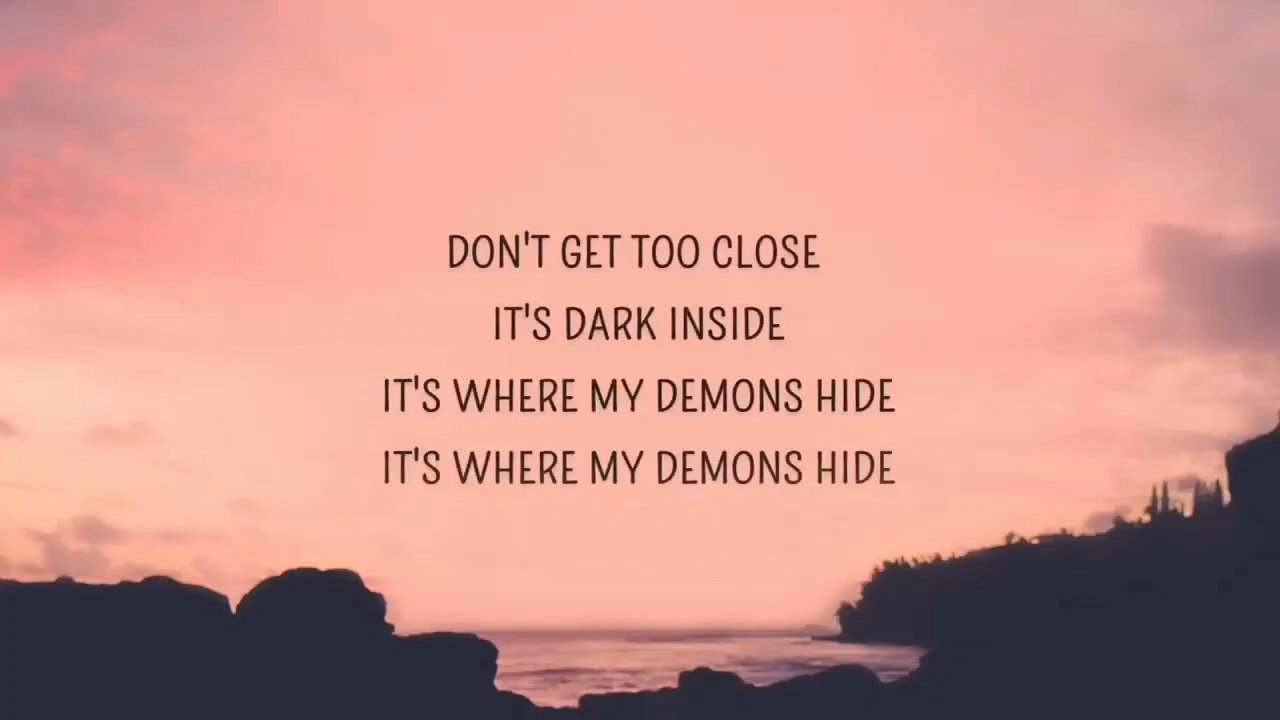 DON'T GET TOO CLOSE
IT'S DARK INSIDE
IT'S WHERE MY DEMONS HIDE
IT'S WHERE MY DEMONS HIDE